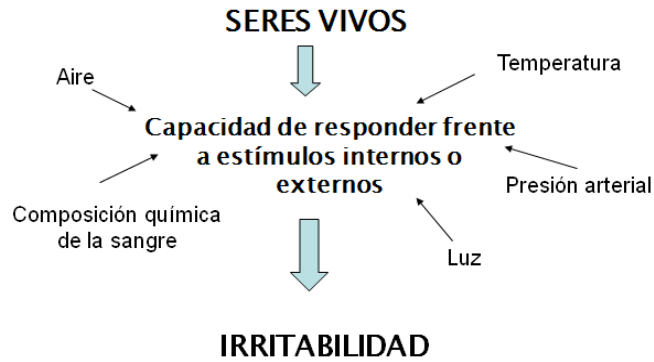 SERES VIVOS
Aire
Temperatura
Capacidad de responder frente
a estímulos internos o
externos
Composición química
de la sangre
Presión arterial
Luz
IRRITABILIDAD